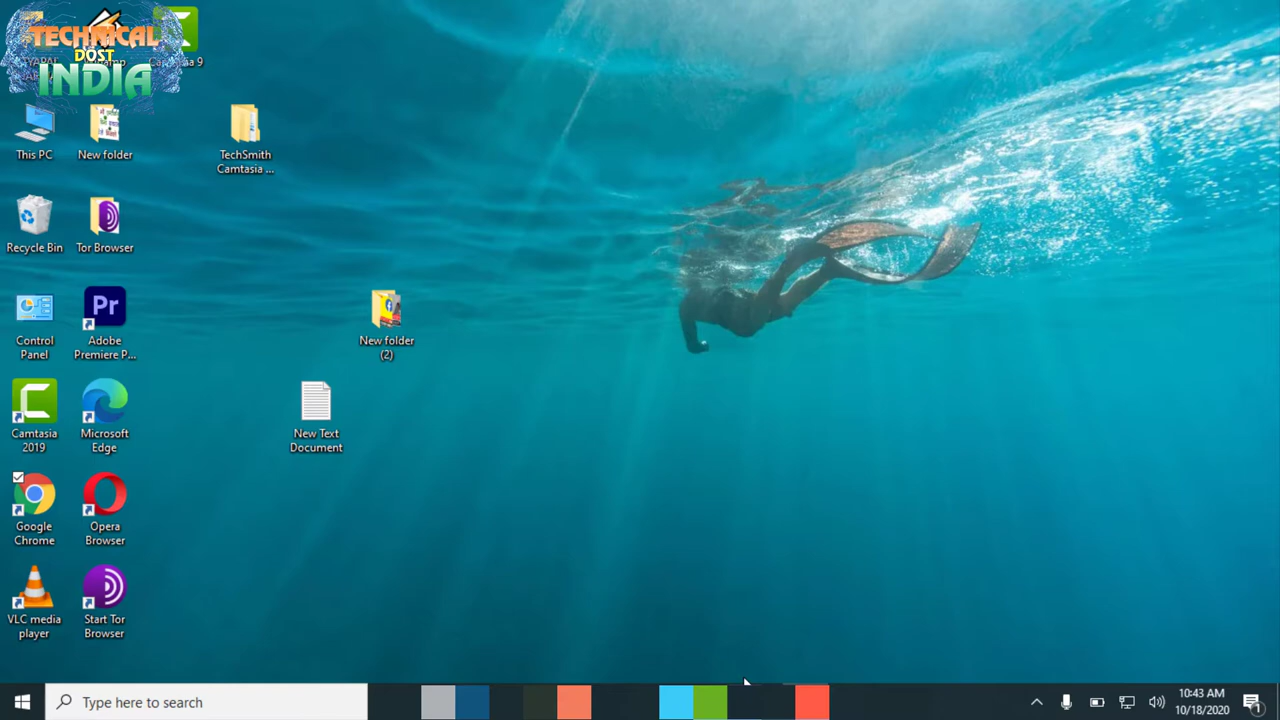 TECHNICAL
DOST
INDIA
This PC
New folder
TechSmith
Camtasia ...
Recycle Bin
Tor Browser
Control
Panel
Pr
Adobe
Premiere P...
New folder
(2)
Camtasia
2019
Microsoft
Edge
New Text
Document
Google
Chrome
Opera
Browser
VLC media
player
Start Tor
Browser
Type here to search
10:43 AM
10/18/2020
1